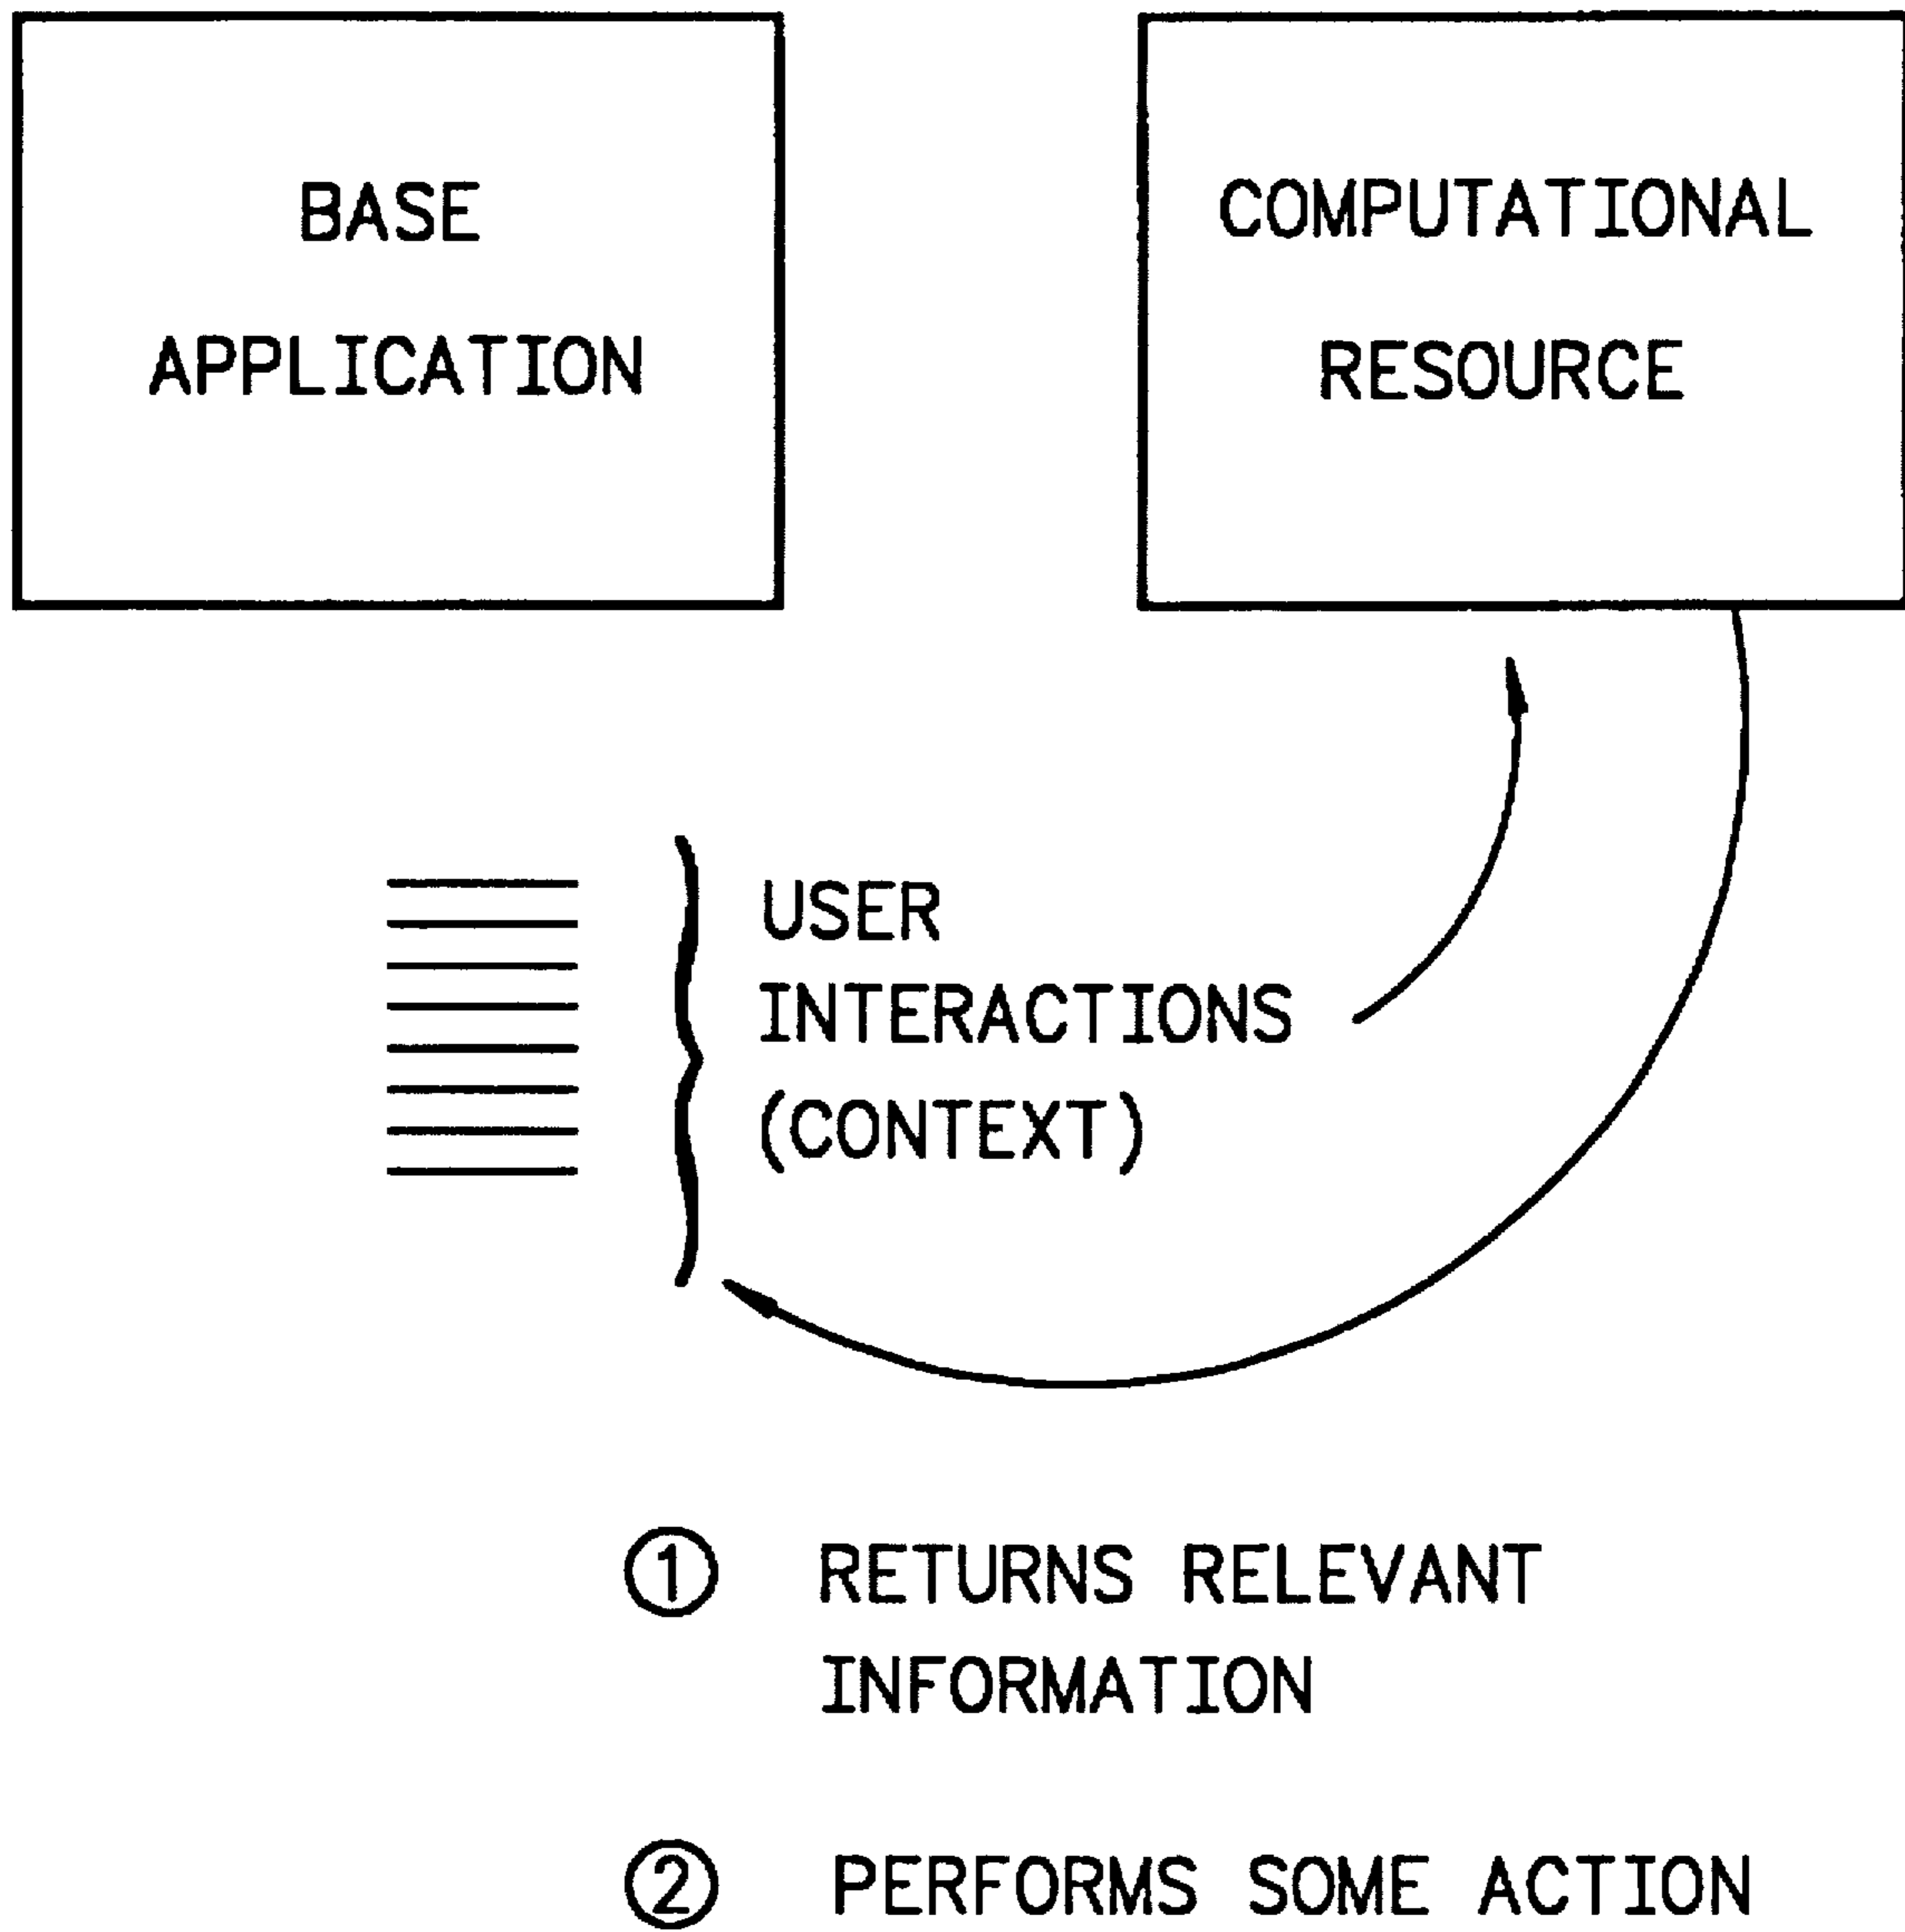 BASE
APPLICATION
COMPUTATIONAL
RESOURCE
USER
INTERACTIONS
(CONTEXT)
① RETURNS RELEVANT
INFORMATION
② PERFORMS SOME ACTION